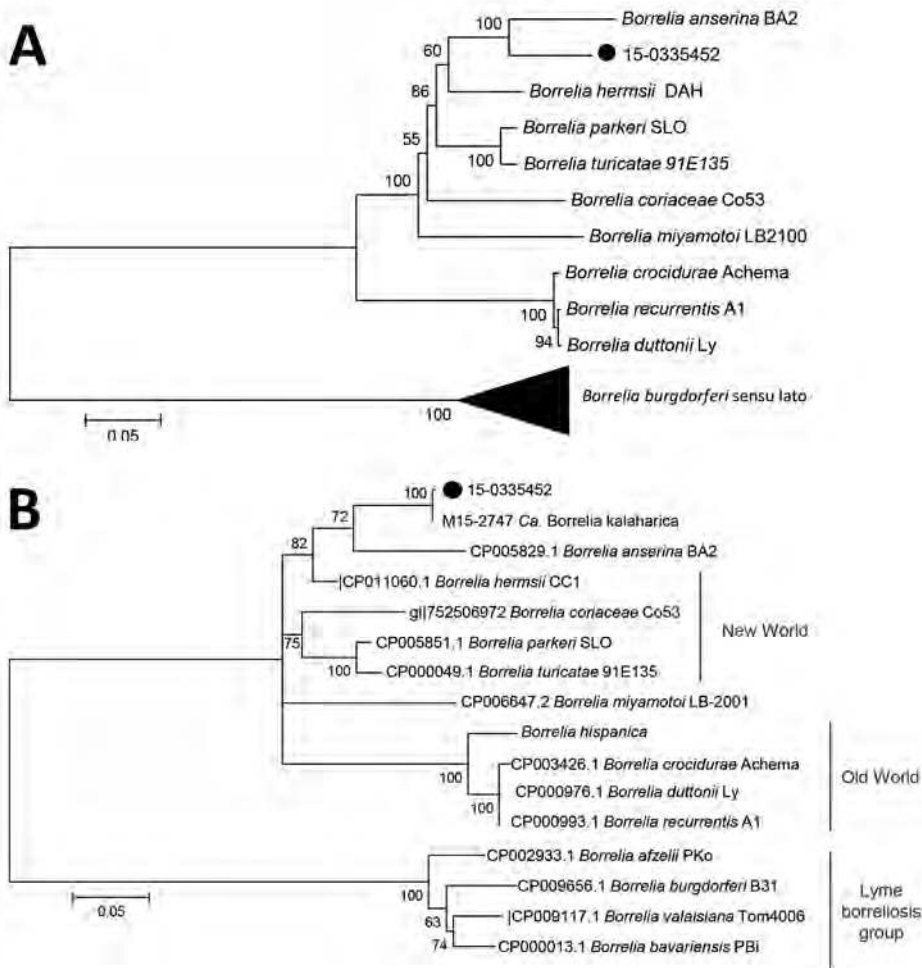 A
100
Borrelia anserina BA2
15-0335452
60
Borrelia hermsii DAH
86
Borrelia parkeri SLO
100
Borrelia turicatae 91E135
55
Borrelia coriaceae Co53
100
Borrelia miyamotoi LB2100
Borrelia crocidurae Achema
100
Borrelia recurrentis A1
94
Borrelia duttonii Ly
100
Borrelia burgdorferi sensu lato
0.05
B
100
15-0335452
M15-2747 Ca. Borrelia kalaharica
72
CP005829.1 Borrelia anserina BA2
82
|CP011060.1 Borrelia hermsii CC1
gi||752506972 Borrelia coriaceae Co53
75
CP005851.1 Borrelia parkeri SLO
100
CP000049.1 Borrelia turicatae 91E135
New World
CP006647.2 Borrelia miyamotoi LB-2001
Borrelia hispanica
100
CP003426.1 Borrelia crocidurae Achema
100
CP000976.1 Borrelia duttonii Ly
CP000993.1 Borrelia recurrentis A1
Old World
CP002933.1 Borrelia afzelii PKo
100
CP009656.1 Borrelia burgdorferi B31
63
|CP009117.1 Borrelia valaisiana Tom4006
74
CP000013.1 Borrelia bavariensis PBi
Lyme
borreliosis
group
0.05